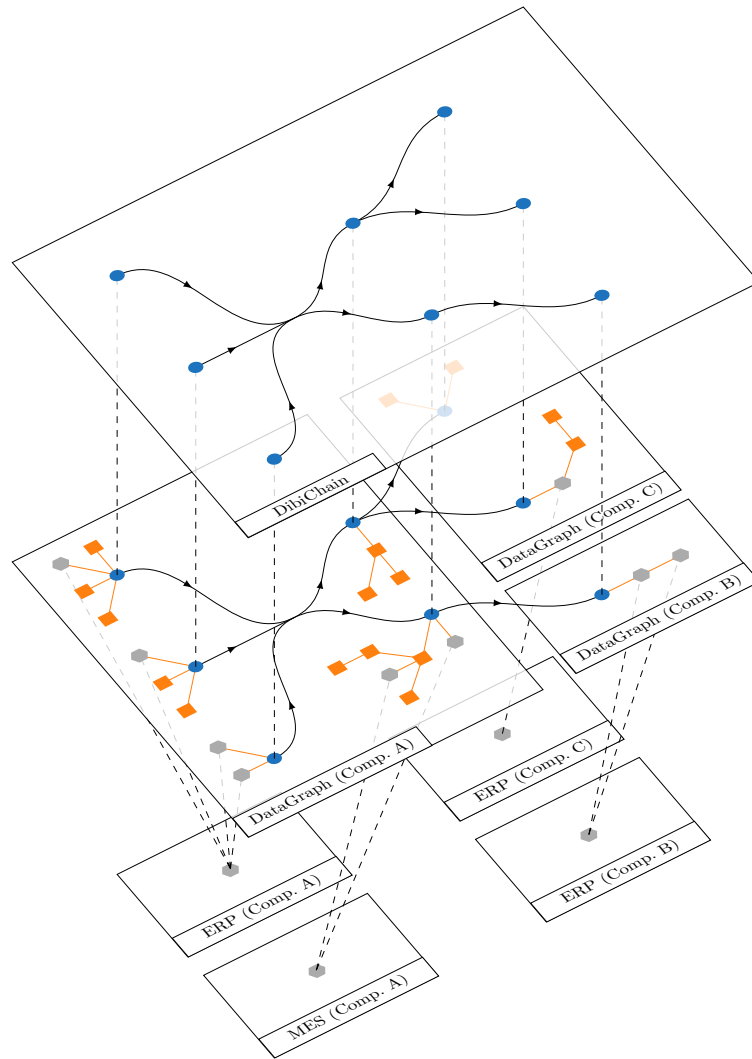 DibiChain
DataGraph (Comp. C)
DataGraph (Comp. B)
DataGraph (Comp. A)
ERP (Comp. C)
ERP (Comp. B)
ERP (Comp. A)
MES (Comp. A)